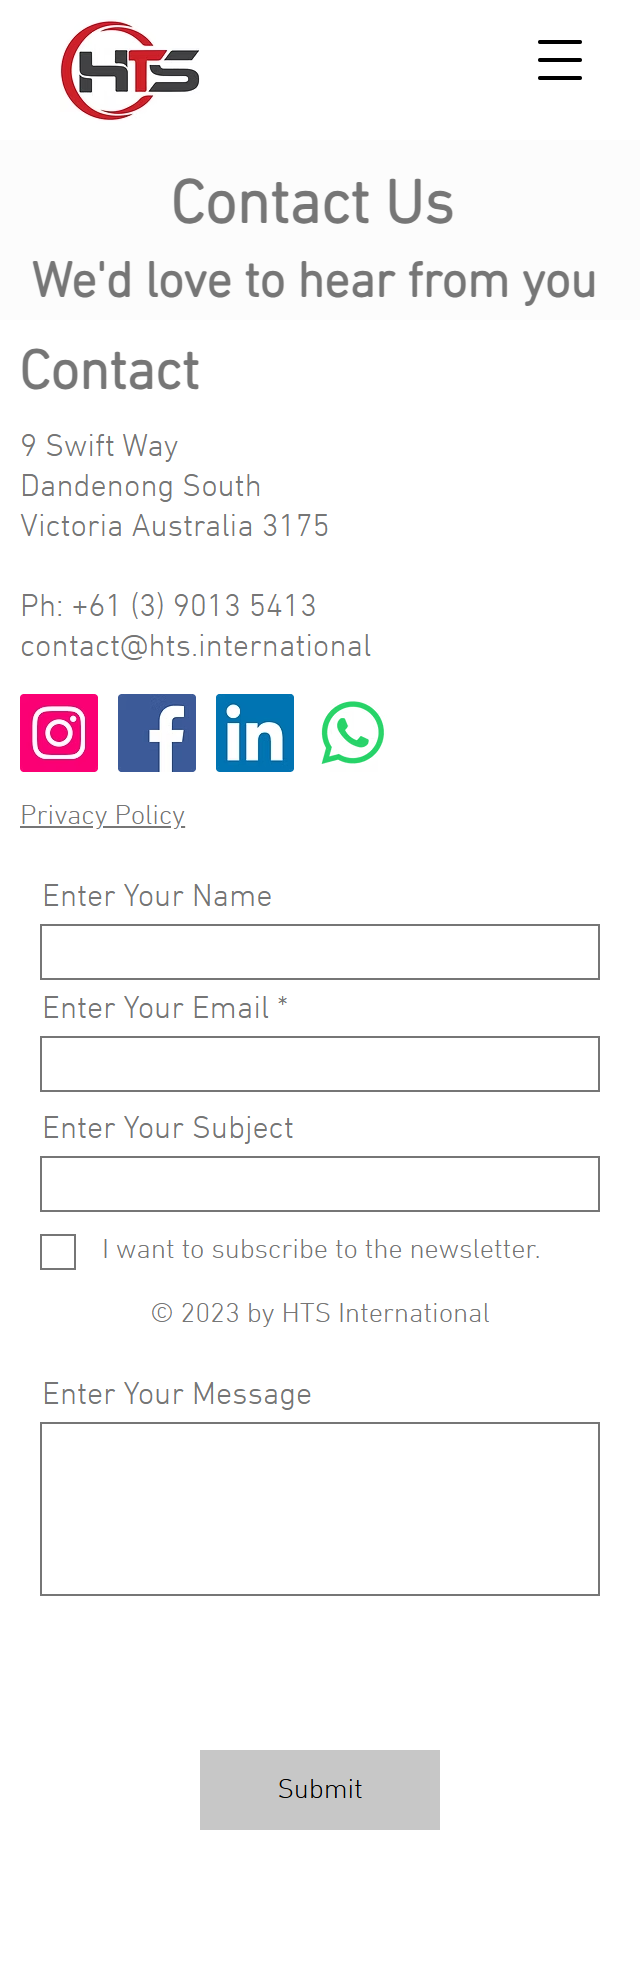 HTS
Contact Us
We'd love to hear from you
Contact
9 Swift Way
Dandenong South
Victoria Australia 3175
Ph: +61 (3) 9013 5413
contact@hts.international
in
Privacy Policy
Enter Your Name
Enter Your Email *
Enter Your Subject
I want to subscribe to the newsletter.
© 2023 by HTS International
Enter Your Message
Submit